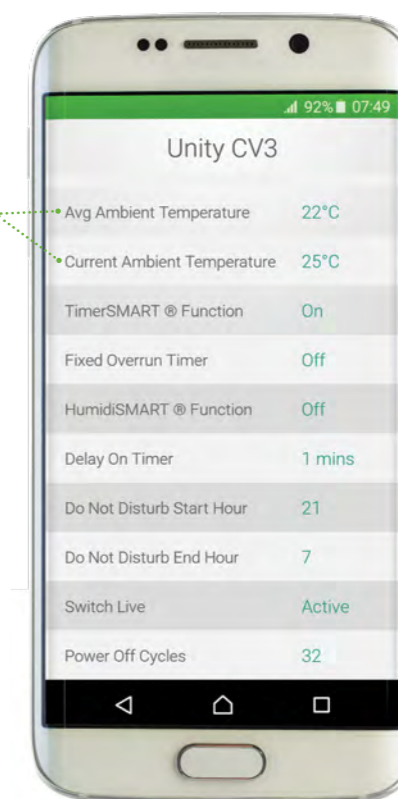 92% 07:49
Unity CV3
Avg Ambient Temperature 22°C
Current Ambient Temperature 25°C
TimerSMART ® Function On
Fixed Overrun Timer Off
HumidiSMART ® Function Off
Delay On Timer 1 mins
Do Not Disturb Start Hour 21
Do Not Disturb End Hour 7
Switch Live Active
Power Off Cycles 32